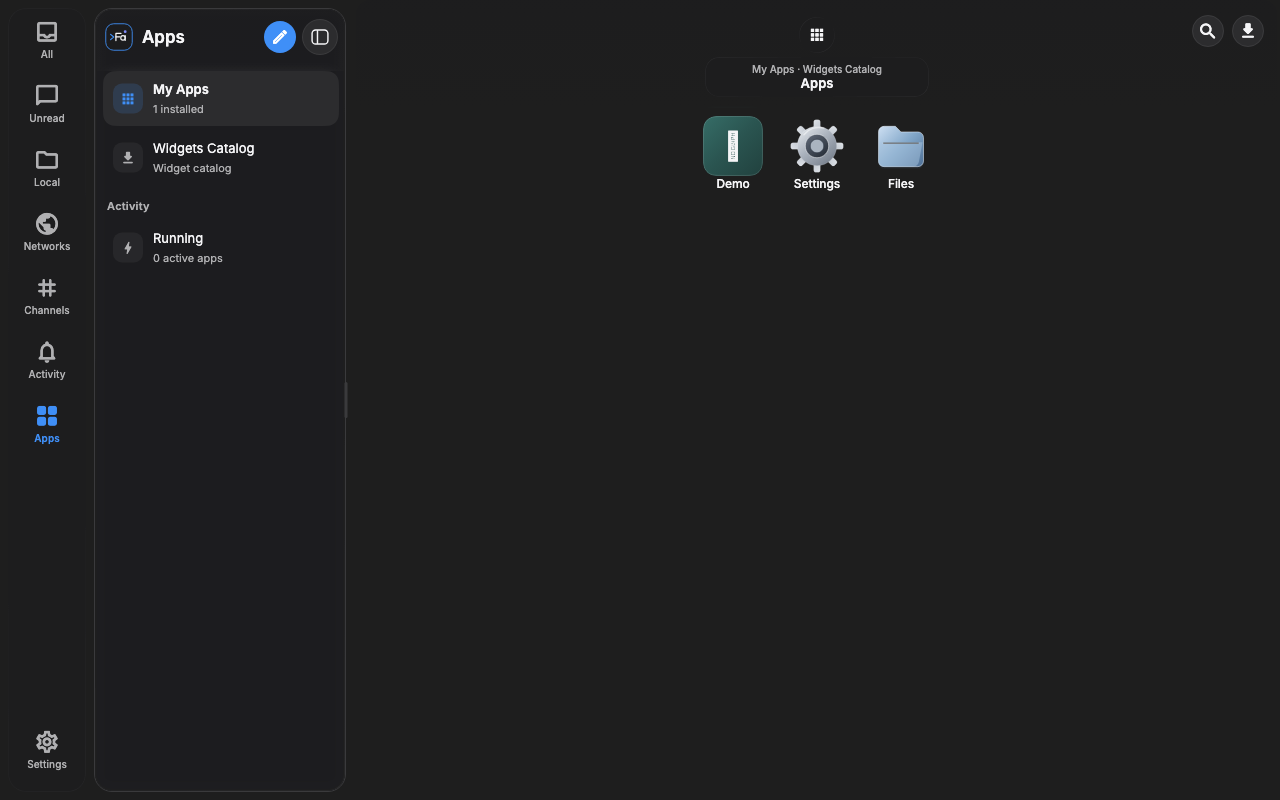 All
Unread
Local
Networks
Channels
Activity
Apps
Settings
>Fa
Apps
My Apps
1 installed
Widgets Catalog
Widget catalog
Activity
Running
0 active apps
My Apps · Widgets Catalog
Apps
Demo
Settings
Files